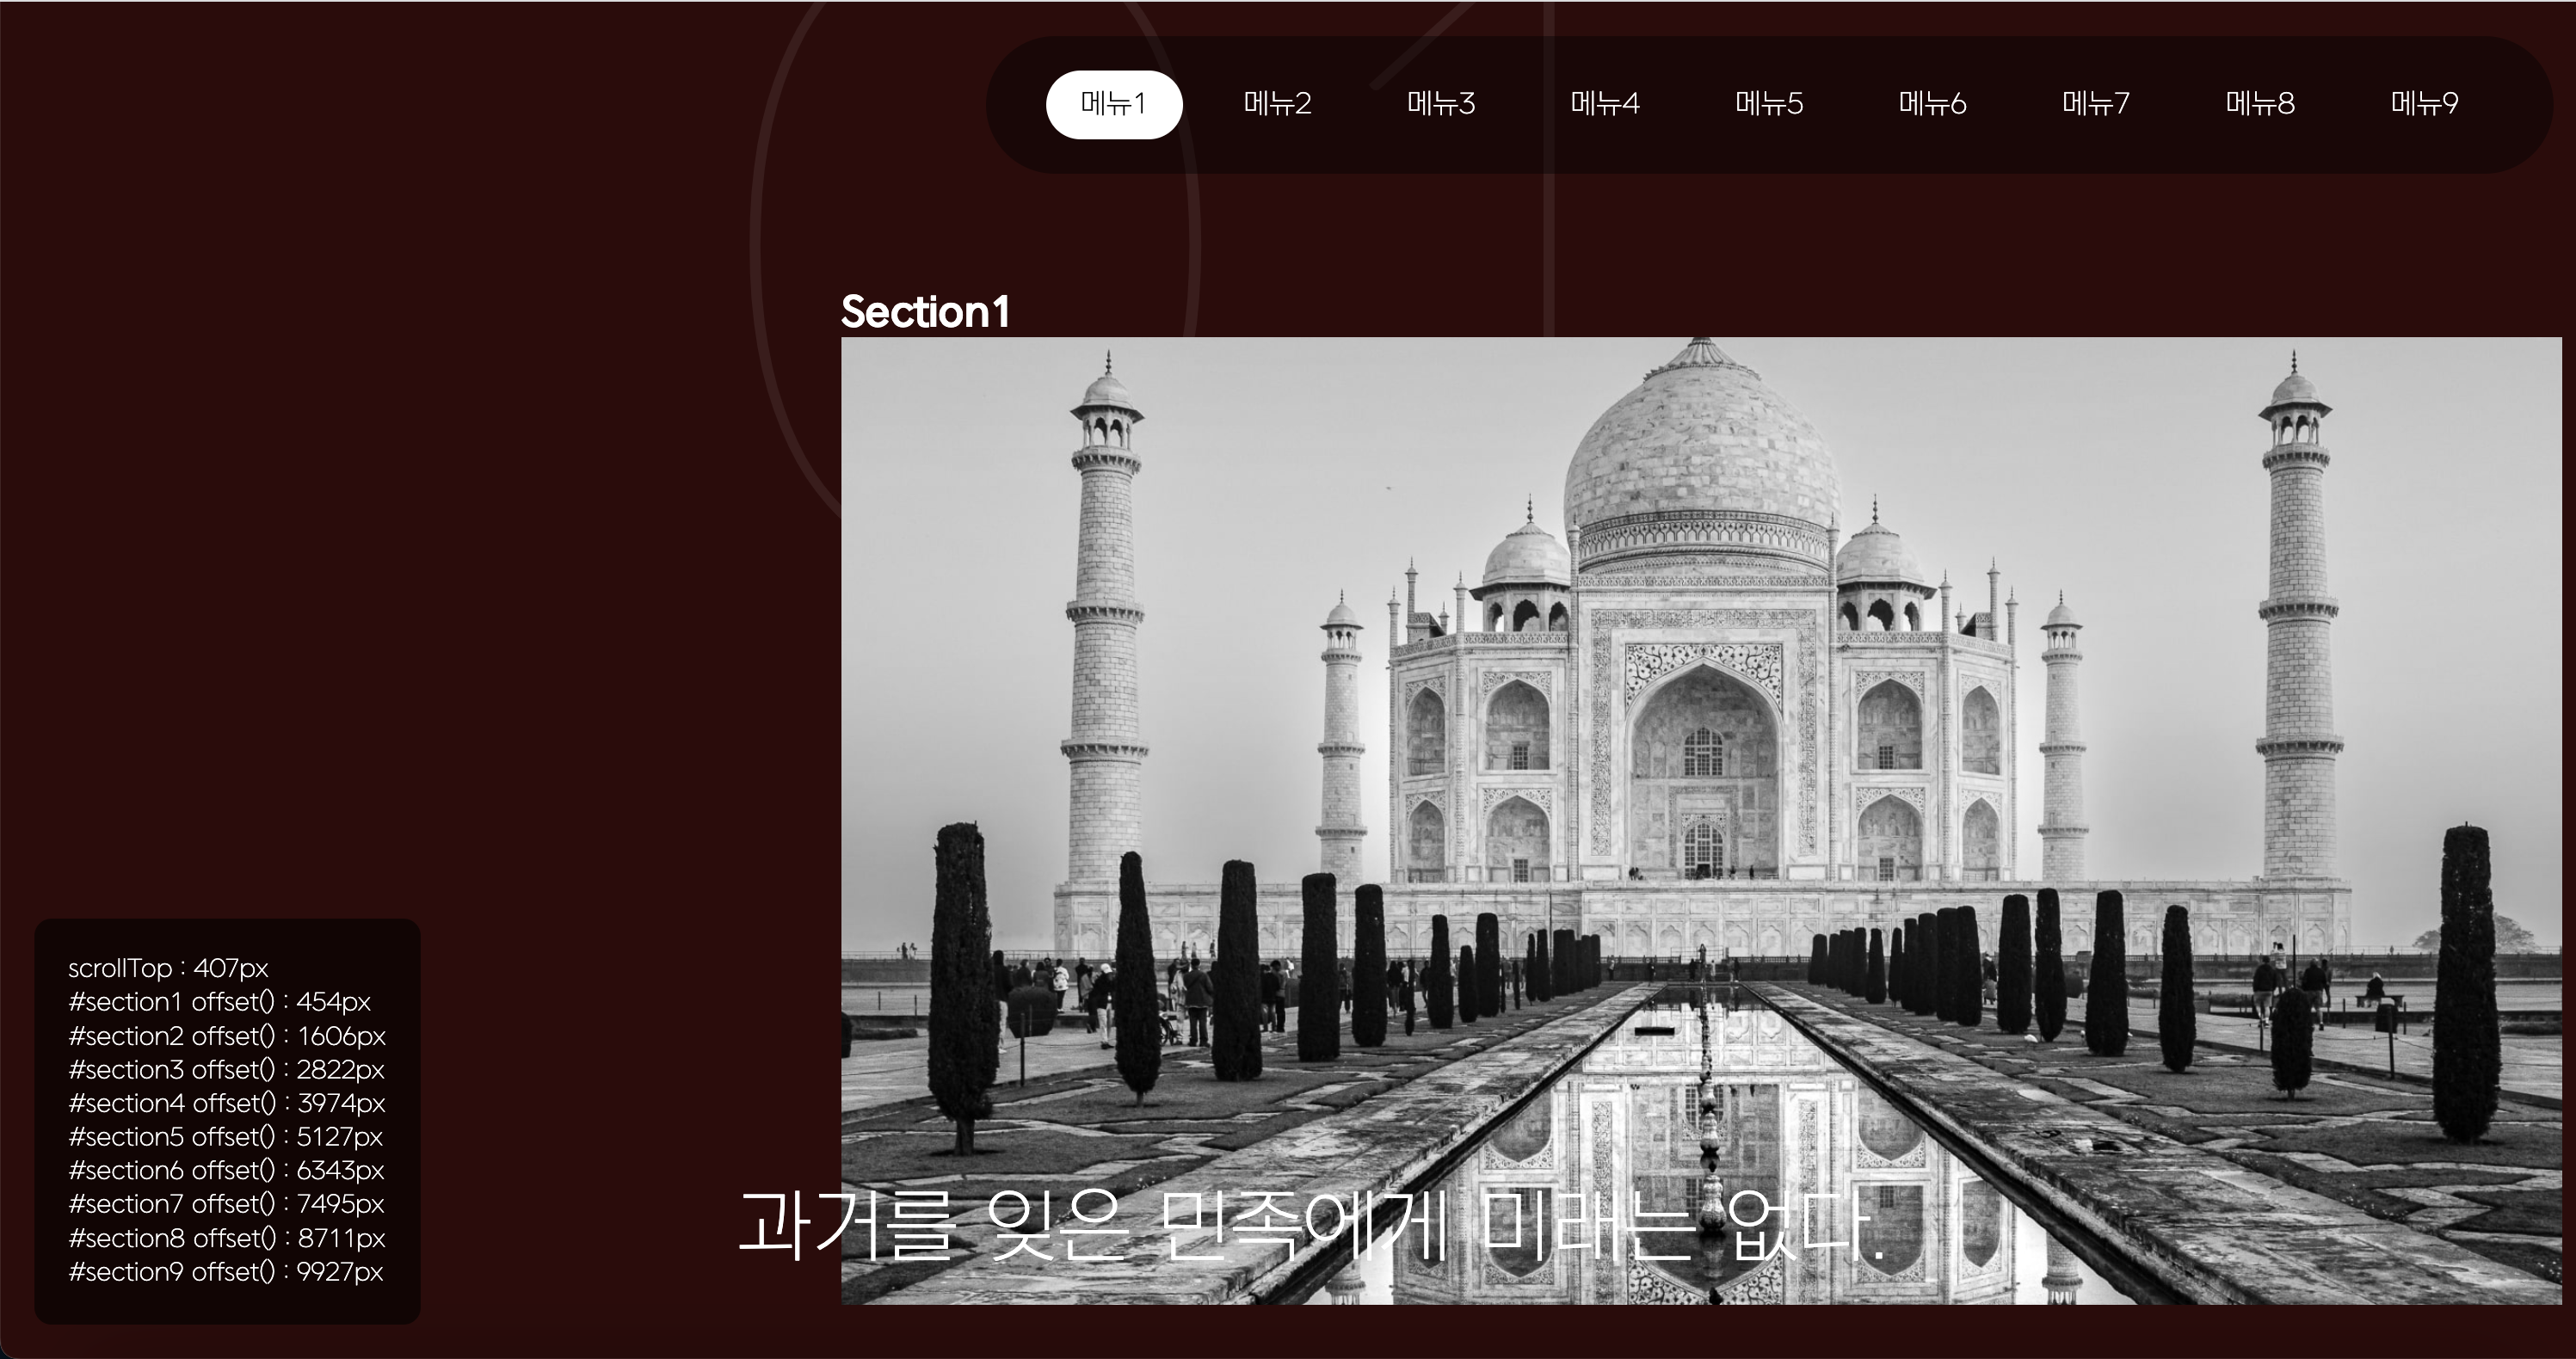 01
메뉴1 메뉴2 메뉴3 메뉴4 메뉴5 메뉴6 메뉴7 메뉴8 메뉴9
Section1
과거를 잊은 민족에게 미래는 없다.
scrollTop : 407px
#section1 offset() : 454px
#section2 offset() : 1606px
#section3 offset() : 2822px
#section4 offset() : 3974px
#section5 offset() : 5127px
#section6 offset() : 6343px
#section7 offset() : 7495px
#section8 offset() : 8711px
#section9 offset() : 9927px